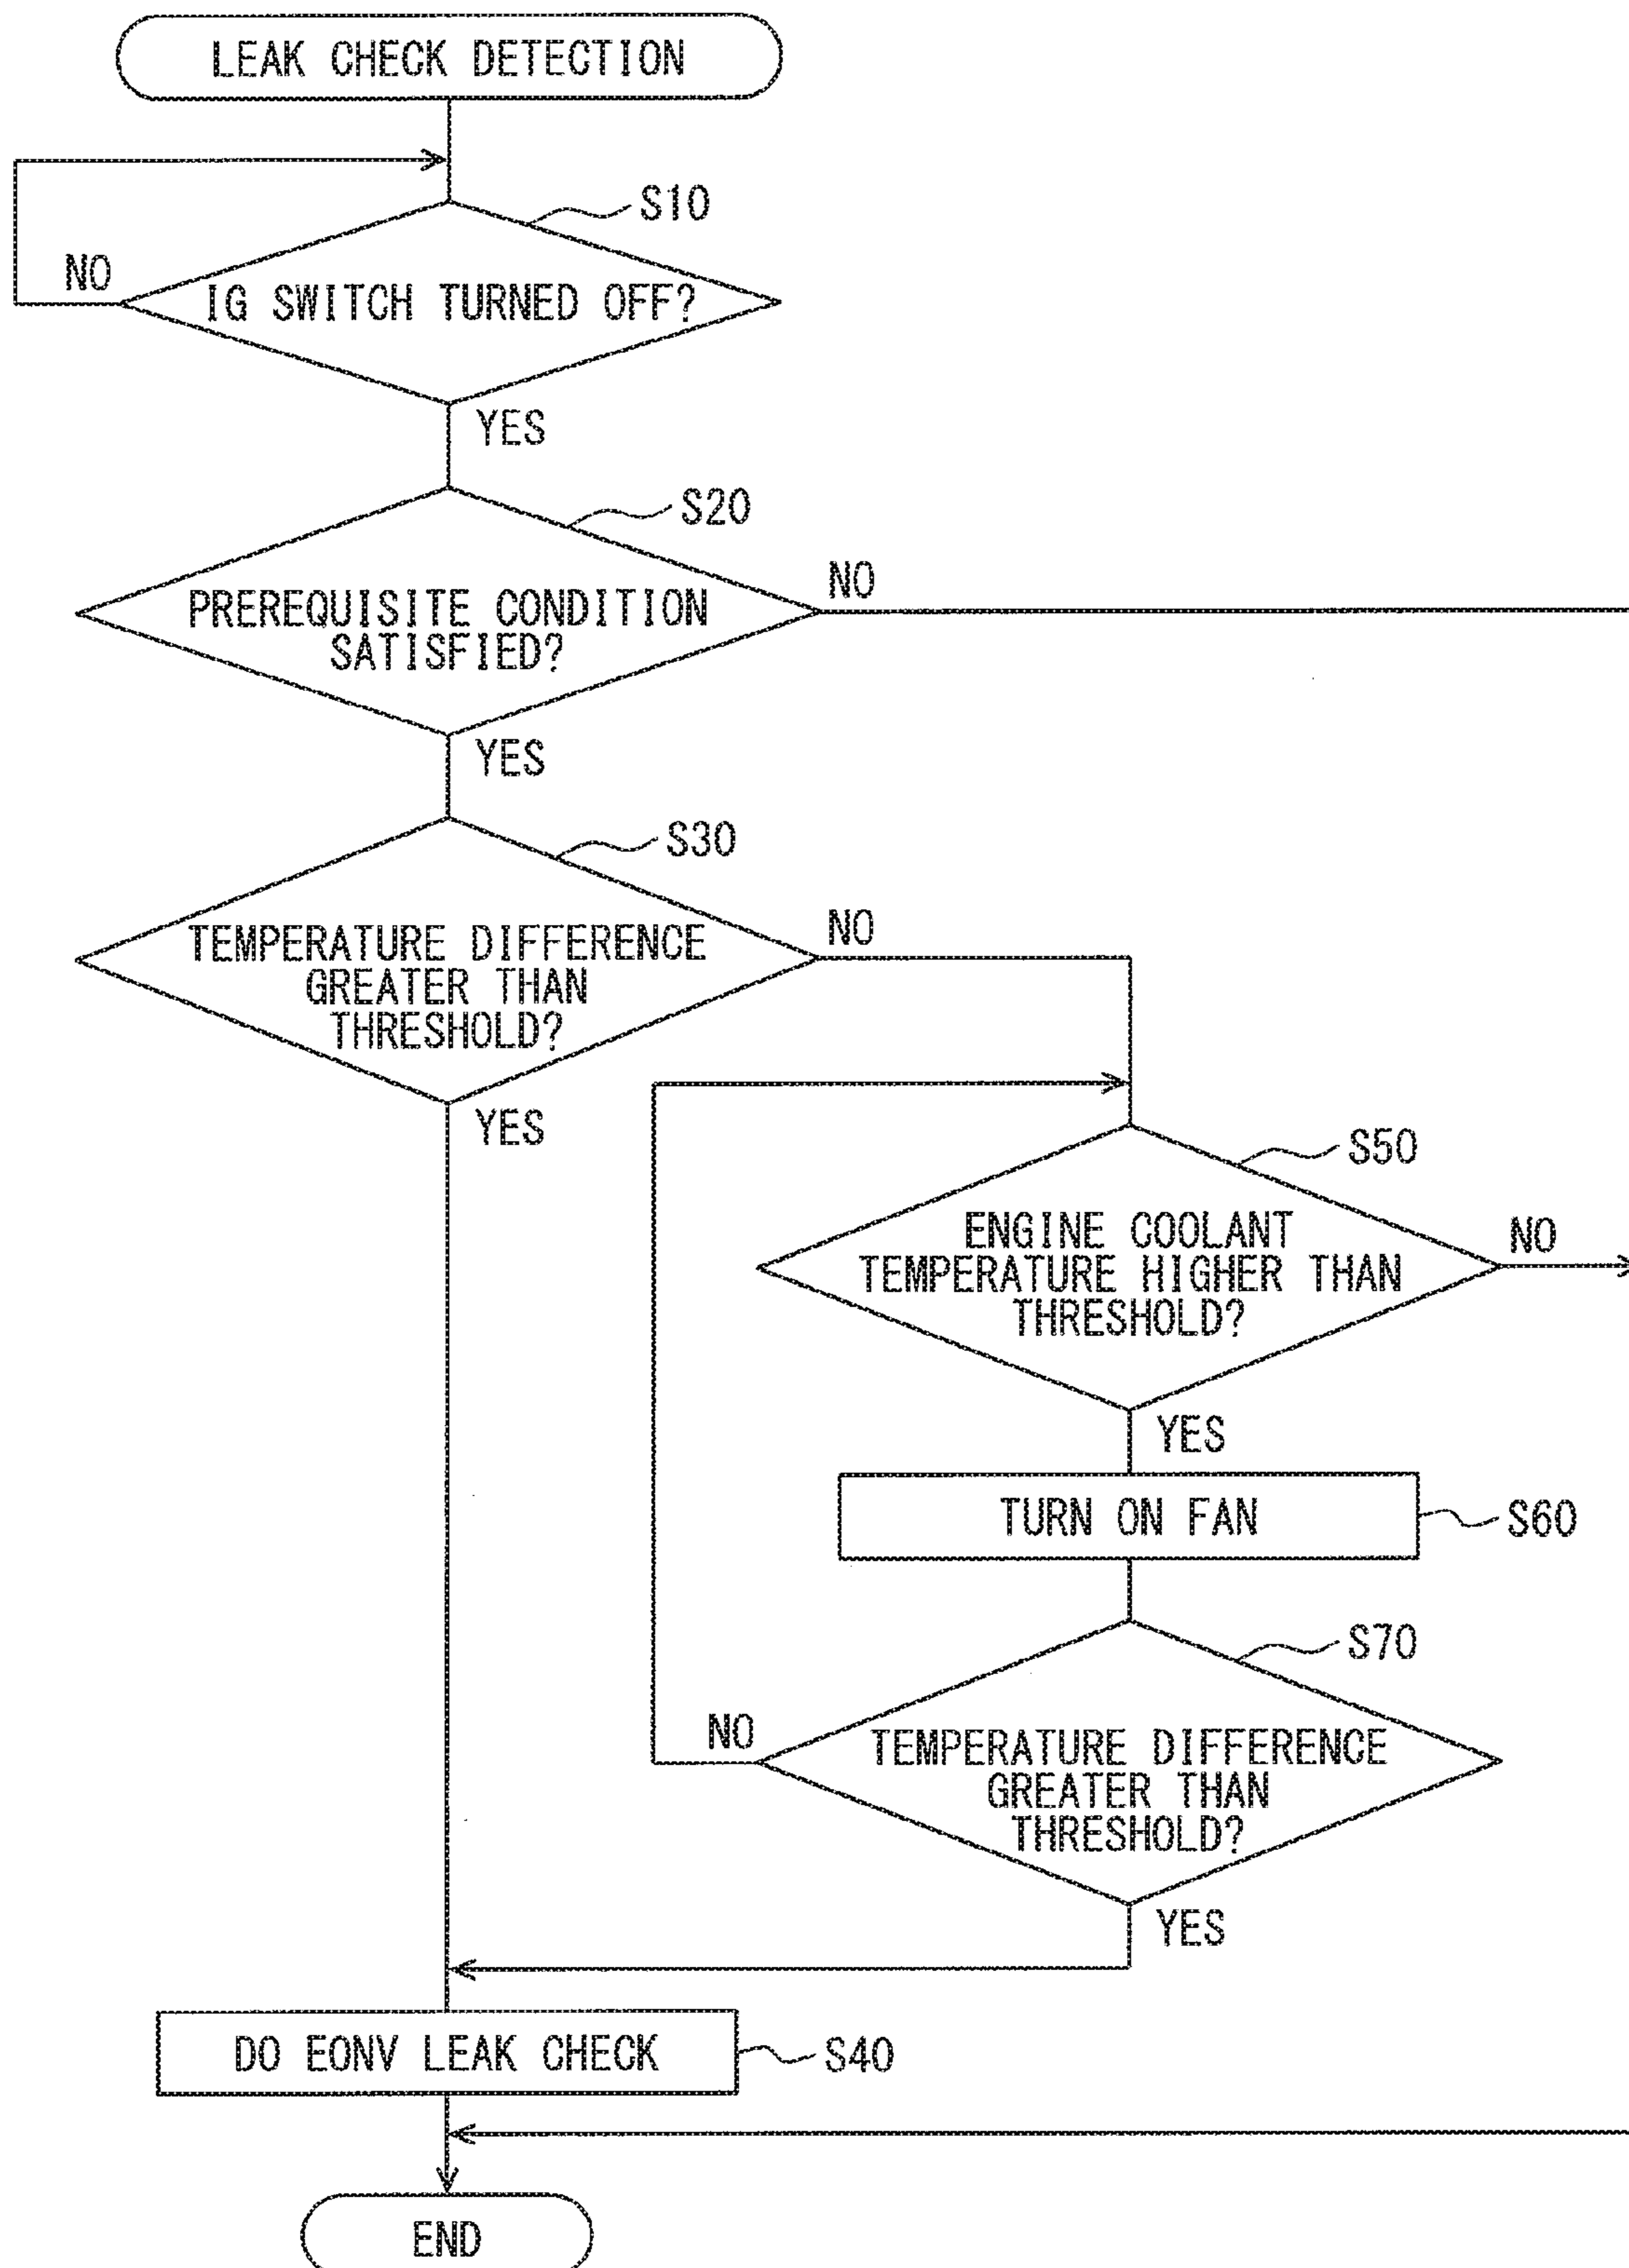 LEAK CHECK DETECTION
S10
NO
IG SWITCH TURNED OFF?
YES
S20
NO
PREREQUISITE CONDITION
SATISFIED?
YES
S30
NO
TEMPERATURE DIFFERENCE
GREATER THAN
THRESHOLD?
YES
S50
NO
ENGINE COOLANT
TEMPERATURE HIGHER THAN
THRESHOLD?
YES
TURN ON FAN
S60
S70
NO
TEMPERATURE DIFFERENCE
GREATER THAN
THRESHOLD?
YES
DO EONV LEAK CHECK
S40
END